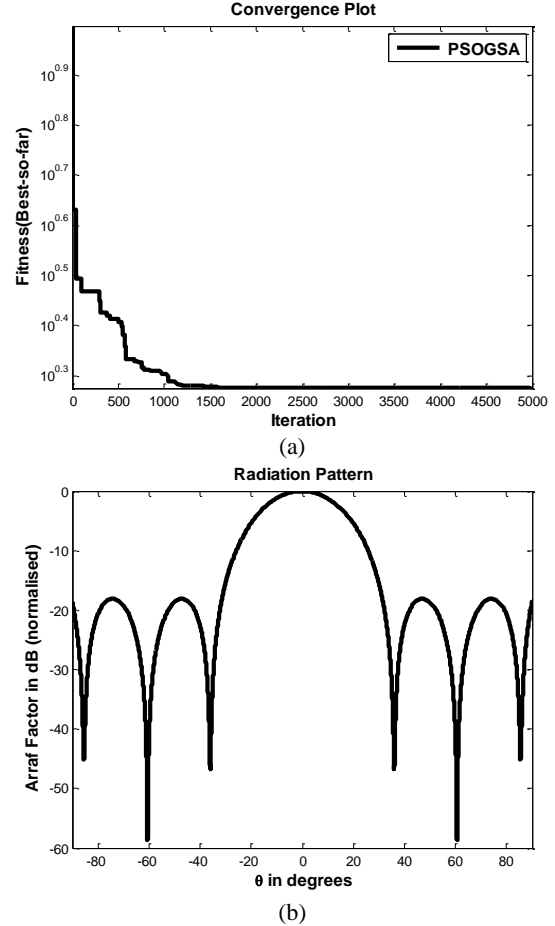 Convergence Plot
PSOGSA
10^0.9
10^0.8
10^0.7
10^0.6
10^0.5
10^0.4
10^0.3
Fitness(Best-so-far)
0 500 1000 1500 2000 2500 3000 3500 4000 4500 5000
Iteration
(a)
Radiation Pattern
0
-10
-20
-30
-40
-50
-60
Arraf Factor in dB (normalised)
-80 -60 -40 -20 0 20 40 60 80
θ in degrees
(b)